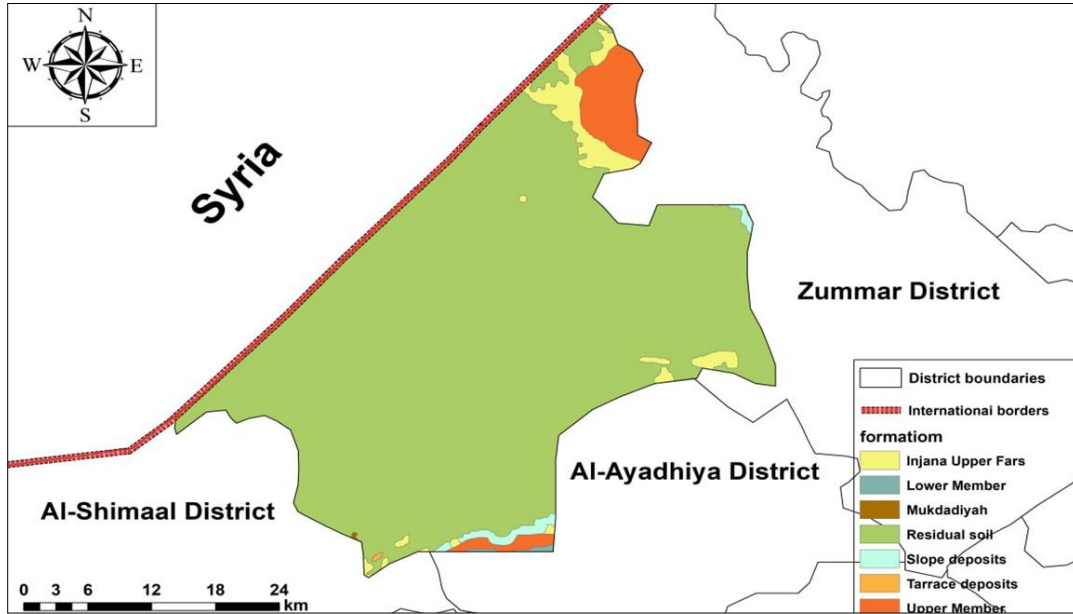 N
W E
S
Syria
Zummar District
Al-Ayadhiya District
Al-Shimaal District
District boundaries
Internationai borders
formatiom
Injana Upper Fars
Lower Member
Mukdadiyah
Residual soil
Slope deposits
Tarrace deposits
Upper Member
0 3 6 12 18 24
km